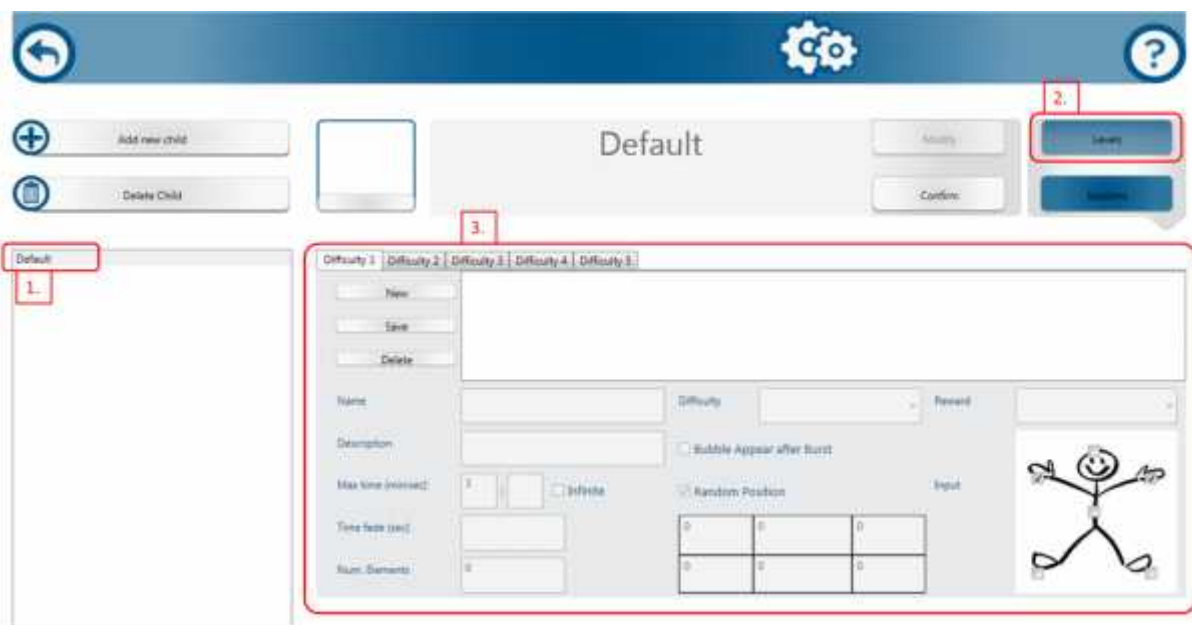 ?
2.
Add new child
Default
Modify
Levels
Delete Child
Confirm
3.
Default
1.
Difficulty 1 Difficulty 2 Difficulty 3 Difficulty 4 Difficulty 5
New
Save
Delete
Name
Difficulty
Reward
Description
Bubble Appear after Burst
Max time (min:sec)
3
:
Infinite
Random Position
Input
Time fade (sec)
0 0 0
Num. Elements
0
0 0 0